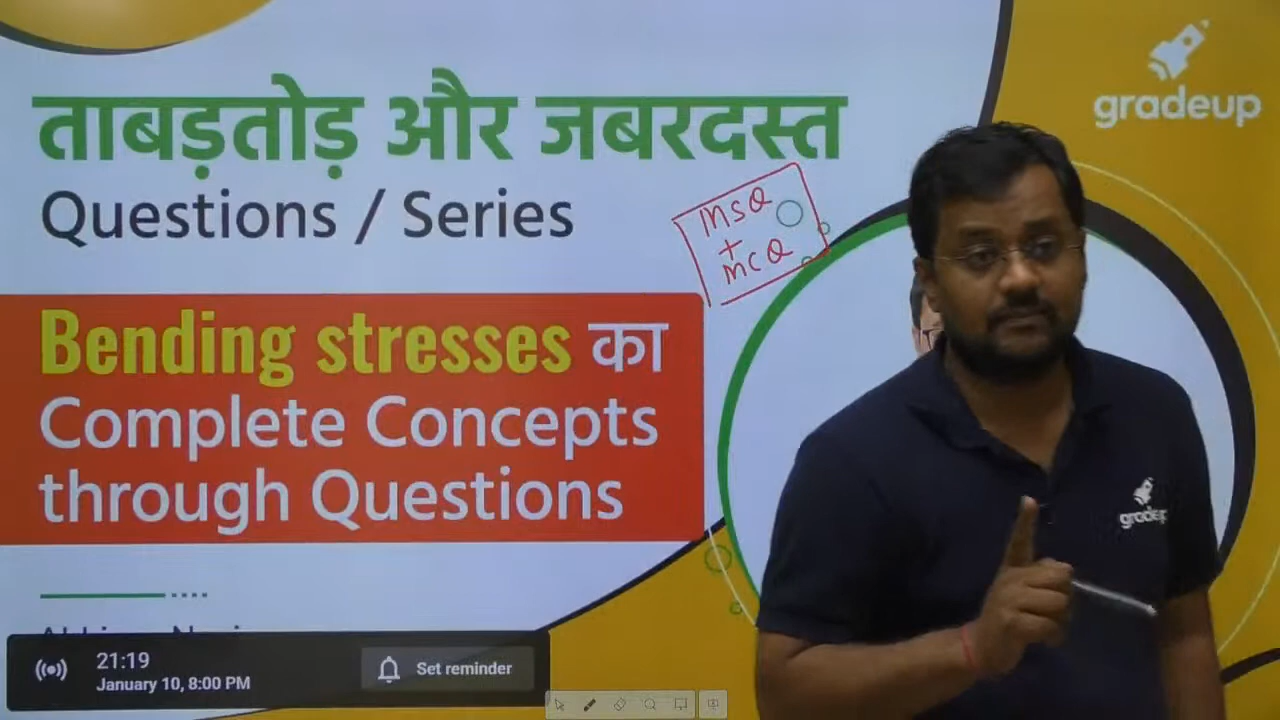 ताबड़तोड़ और जबरदस्त
Questions / Series
MSQ
+
MCQ
Bending stresses का
Complete Concepts
through Questions
gradeup
gradeup
21:19
January 10, 8:00 PM
Set reminder